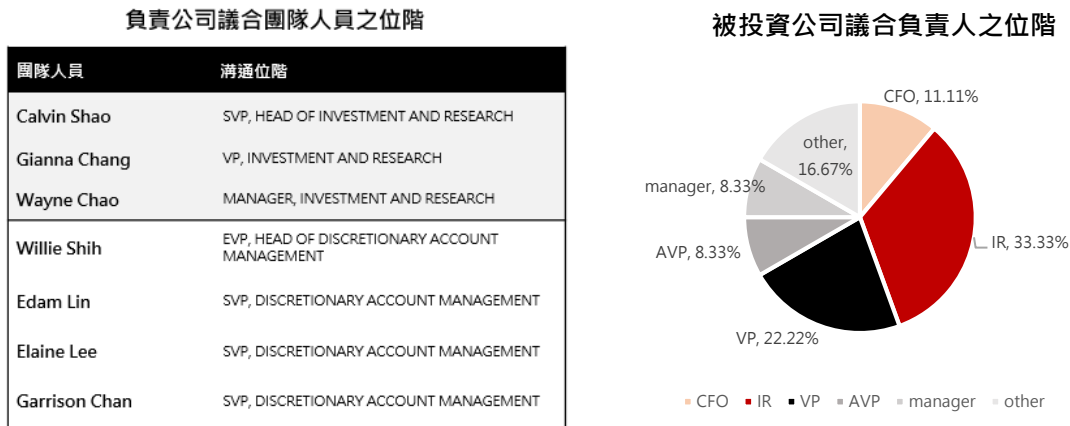 負責公司議合團隊人員之位階
團隊人員 溝通位階
Calvin Shao SVP, HEAD OF INVESTMENT AND RESEARCH
Gianna Chang VP, INVESTMENT AND RESEARCH
Wayne Chao MANAGER, INVESTMENT AND RESEARCH
Willie Shih EVP, HEAD OF DISCRETIONARY ACCOUNT
MANAGEMENT
Edam Lin SVP, DISCRETIONARY ACCOUNT MANAGEMENT
Elaine Lee SVP, DISCRETIONARY ACCOUNT MANAGEMENT
Garrison Chan SVP, DISCRETIONARY ACCOUNT MANAGEMENT
被投資公司議合負責人之位階
CFO, 11.11%
other,
16.67%
manager, 8.33%
IR, 33.33%
AVP, 8.33%
VP, 22.22%
CFO IR VP AVP manager other